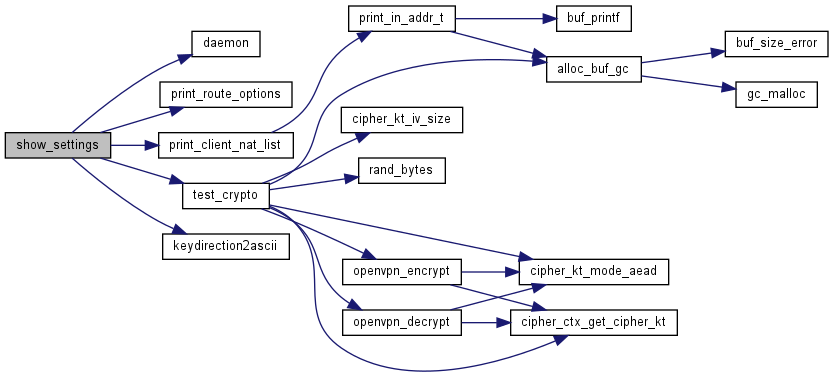 show_settings
daemon
print_route_options
print_client_nat_list
test_crypto
keydirection2ascii
print_in_addr_t
cipher_kt_iv_size
rand_bytes
openvpn_encrypt
openvpn_decrypt
buf_printf
alloc_buf_gc
cipher_kt_mode_aead
cipher_ctx_get_cipher_kt
buf_size_error
gc_malloc